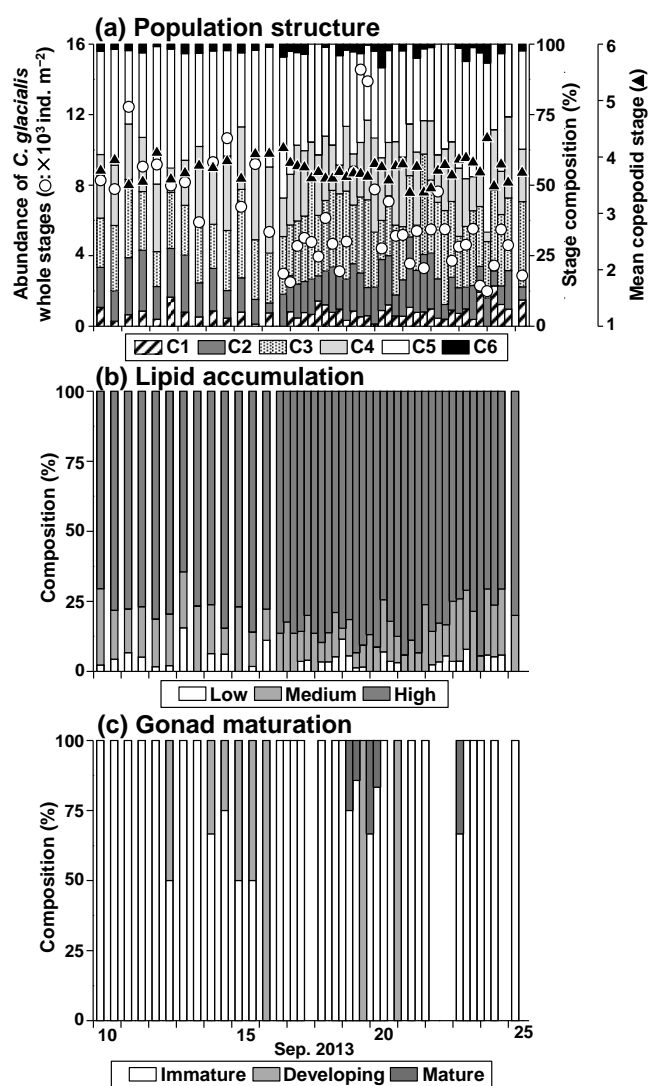 (a) Population structure
16
12
8
4
0
Abundance of C. glacialis
whole stages (○: ×10³ ind. m⁻²)
100
75
50
25
0
Stage composition (%)
6
5
4
3
2
1
Mean copepodid stage (▲)
C1 C2 C3 C4 C5 C6
(b) Lipid accumulation
100
75
50
25
0
Composition (%)
Low Medium High
(c) Gonad maturation
100
75
50
25
0
Composition (%)
10 15 20 25
Sep. 2013
Immature Developing Mature